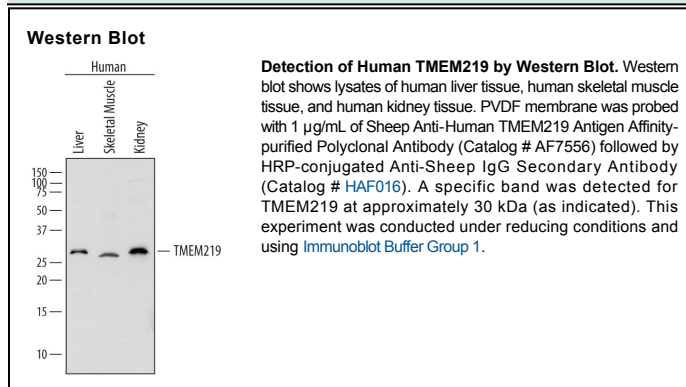 Western Blot
Human
Liver
Skeletal Muscle
Kidney
150
100
75
50
37
25
20
15
10
TMEM219
Detection of Human TMEM219 by Western Blot. Western
blot shows lysates of human liver tissue, human skeletal muscle
tissue, and human kidney tissue. PVDF membrane was probed
with 1 µg/mL of Sheep Anti-Human TMEM219 Antigen Affinity-
purified Polyclonal Antibody (Catalog # AF7556) followed by
HRP-conjugated Anti-Sheep IgG Secondary Antibody
(Catalog # HAF016). A specific band was detected for
TMEM219 at approximately 30 kDa (as indicated). This
experiment was conducted under reducing conditions and
using Immunoblot Buffer Group 1.